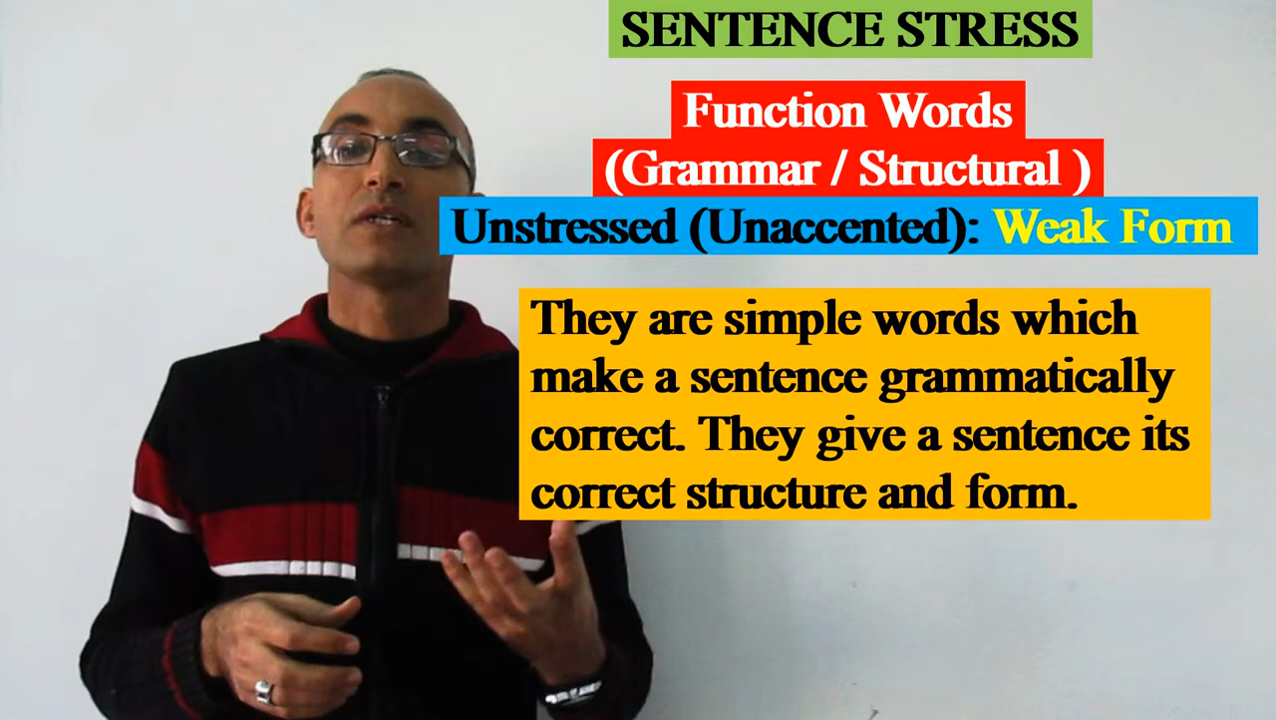 SENTENCE STRESS
Function Words
(Grammar / Structural )
Unstressed (Unaccented): Weak Form
They are simple words which
make a sentence grammatically
correct. They give a sentence its
correct structure and form.